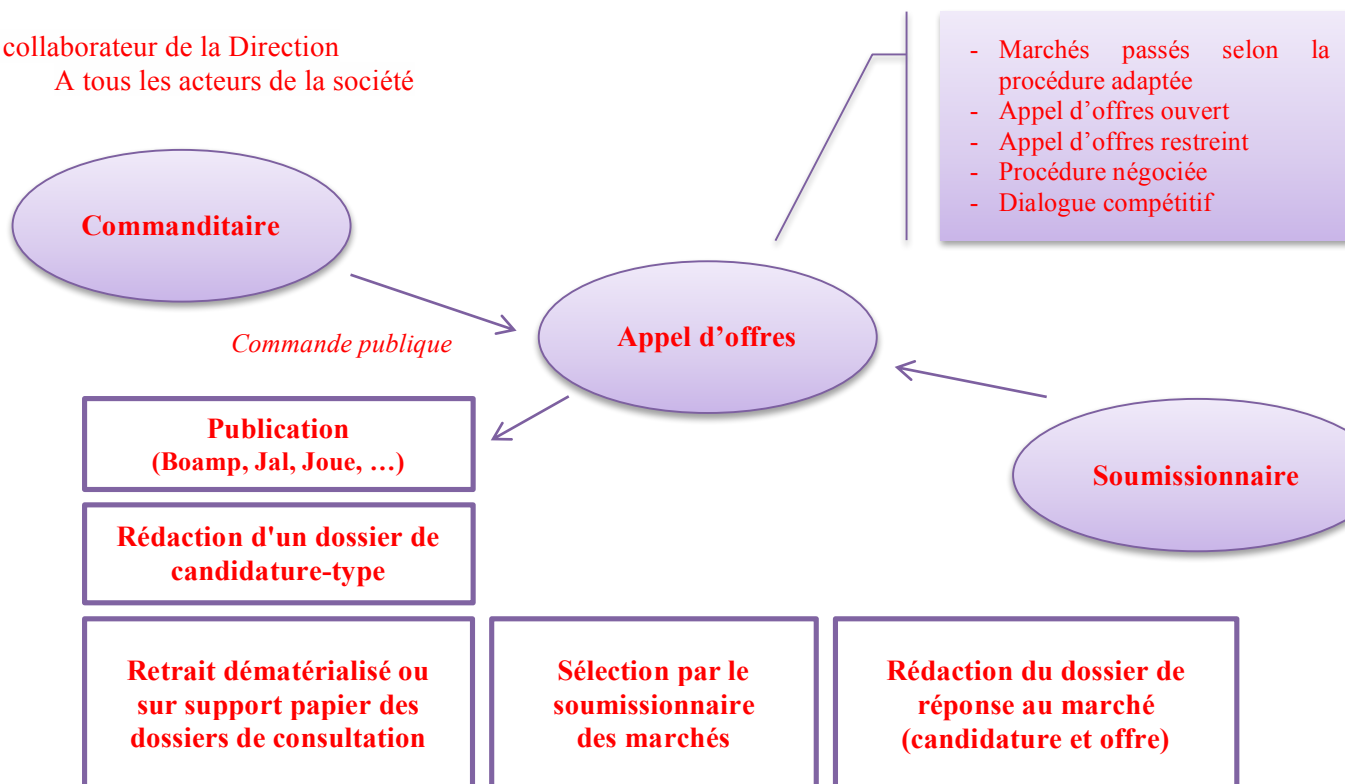 collaborateur de la Direction
A tous les acteurs de la société
- Marchés passés selon la
procédure adaptée
- Appel d’offres ouvert
- Appel d’offres restreint
- Procédure négociée
- Dialogue compétitif
Commanditaire
Commande publique
Appel d’offres
Soumissionnaire
Publication
(Boamp, Jal, Joue, …)
Rédaction d'un dossier de
candidature-type
Retrait dématérialisé ou
sur support papier des
dossiers de consultation
Sélection par le
soumissionnaire
des marchés
Rédaction du dossier de
réponse au marché
(candidature et offre)